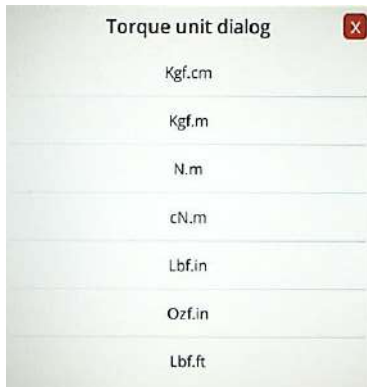 Torque unit dialog X
Kgf.cm
Kgf.m
N.m
cN.m
Lbf.in
Ozf.in
Lbf.ft